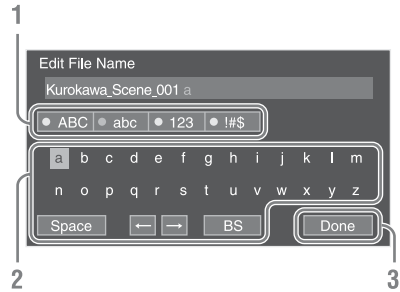 1
Edit File Name
Kurokawa_Scene_001 a
ABC abc 123 !#$
a b c d e f g h i j k l m
n o p q r s t u v w x y z
Space ← → BS Done
2 3